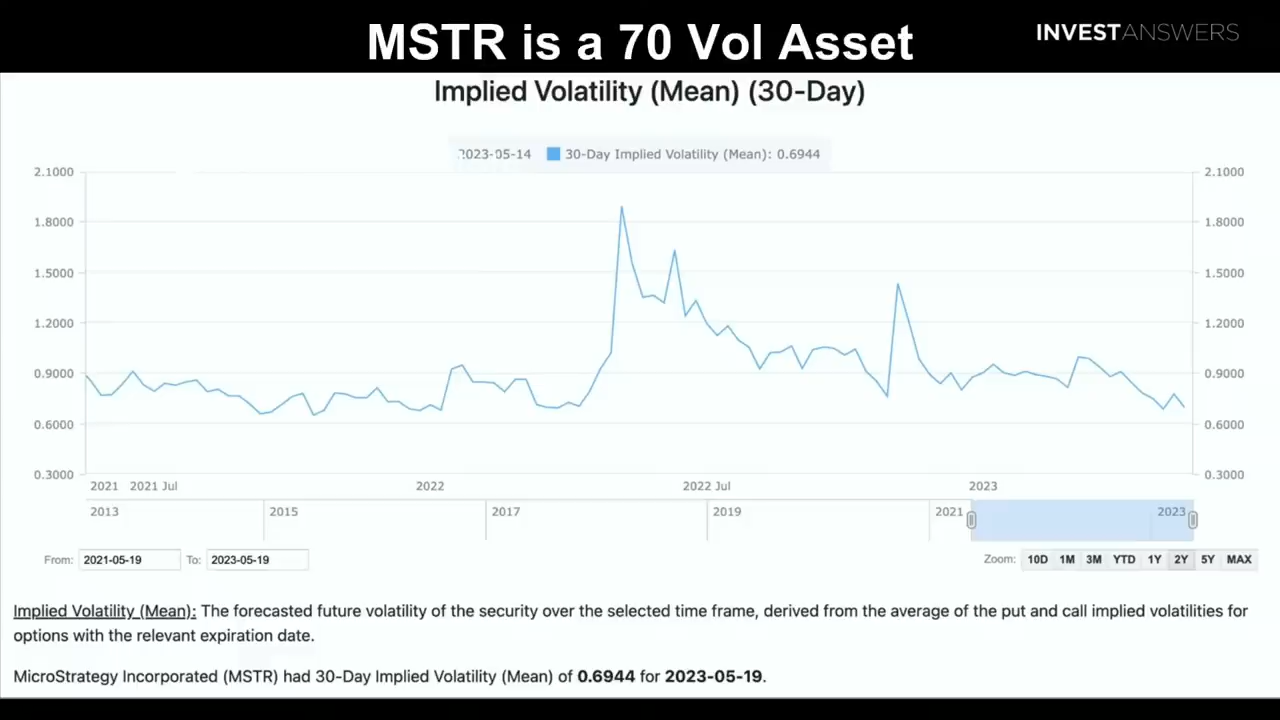 MSTR is a 70 Vol Asset
INVESTANSWERS
Implied Volatility (Mean) (30-Day)
2023-05-14 30-Day Implied Volatility (Mean): 0.6944
2.1000 2.1000
1.8000 1.8000
1.5000 1.5000
1.2000 1.2000
0.9000 0.9000
0.6000 0.6000
0.3000 0.3000
2021 2021 Jul 2022 2022 Jul 2023
2013 2015 2017 2019 2021 2023
From: 2021-05-19 To: 2023-05-19 Zoom: 10D 1M 3M YTD 1Y 2Y 5Y MAX
Implied Volatility (Mean): The forecasted future volatility of the security over the selected time frame, derived from the average of the put and call implied volatilities for
options with the relevant expiration date.
MicroStrategy Incorporated (MSTR) had 30-Day Implied Volatility (Mean) of 0.6944 for 2023-05-19.